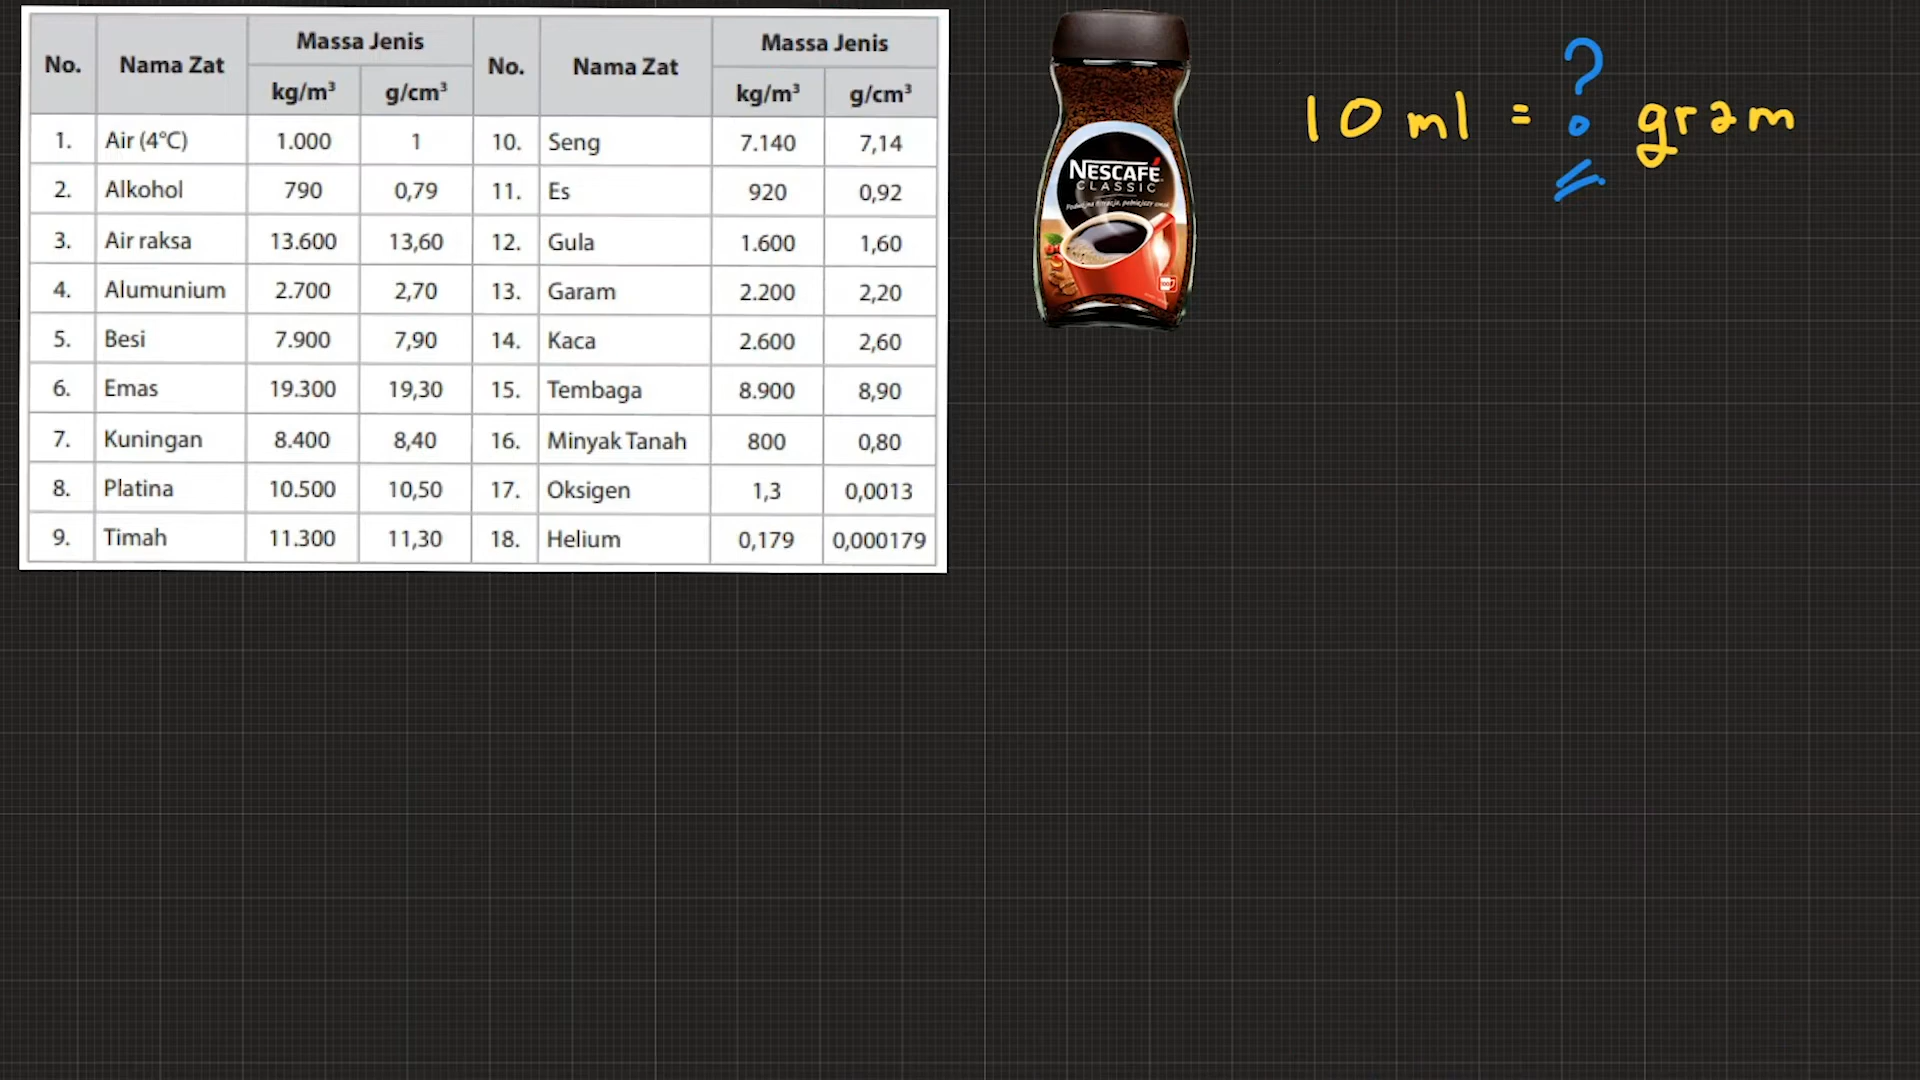 No. Nama Zat Massa Jenis No. Nama Zat Massa Jenis
kg/m³ g/cm³ kg/m³ g/cm³
1. Air (4°C) 1.000 1 10. Seng 7.140 7,14
2. Alkohol 790 0,79 11. Es 920 0,92
3. Air raksa 13.600 13,60 12. Gula 1.600 1,60
4. Alumunium 2.700 2,70 13. Garam 2.200 2,20
5. Besi 7.900 7,90 14. Kaca 2.600 2,60
6. Emas 19.300 19,30 15. Tembaga 8.900 8,90
7. Kuningan 8.400 8,40 16. Minyak Tanah 800 0,80
8. Platina 10.500 10,50 17. Oksigen 1,3 0,0013
9. Timah 11.300 11,30 18. Helium 0,179 0,000179
NESCAFÉ
CLASSIC
10 ml = ? gram